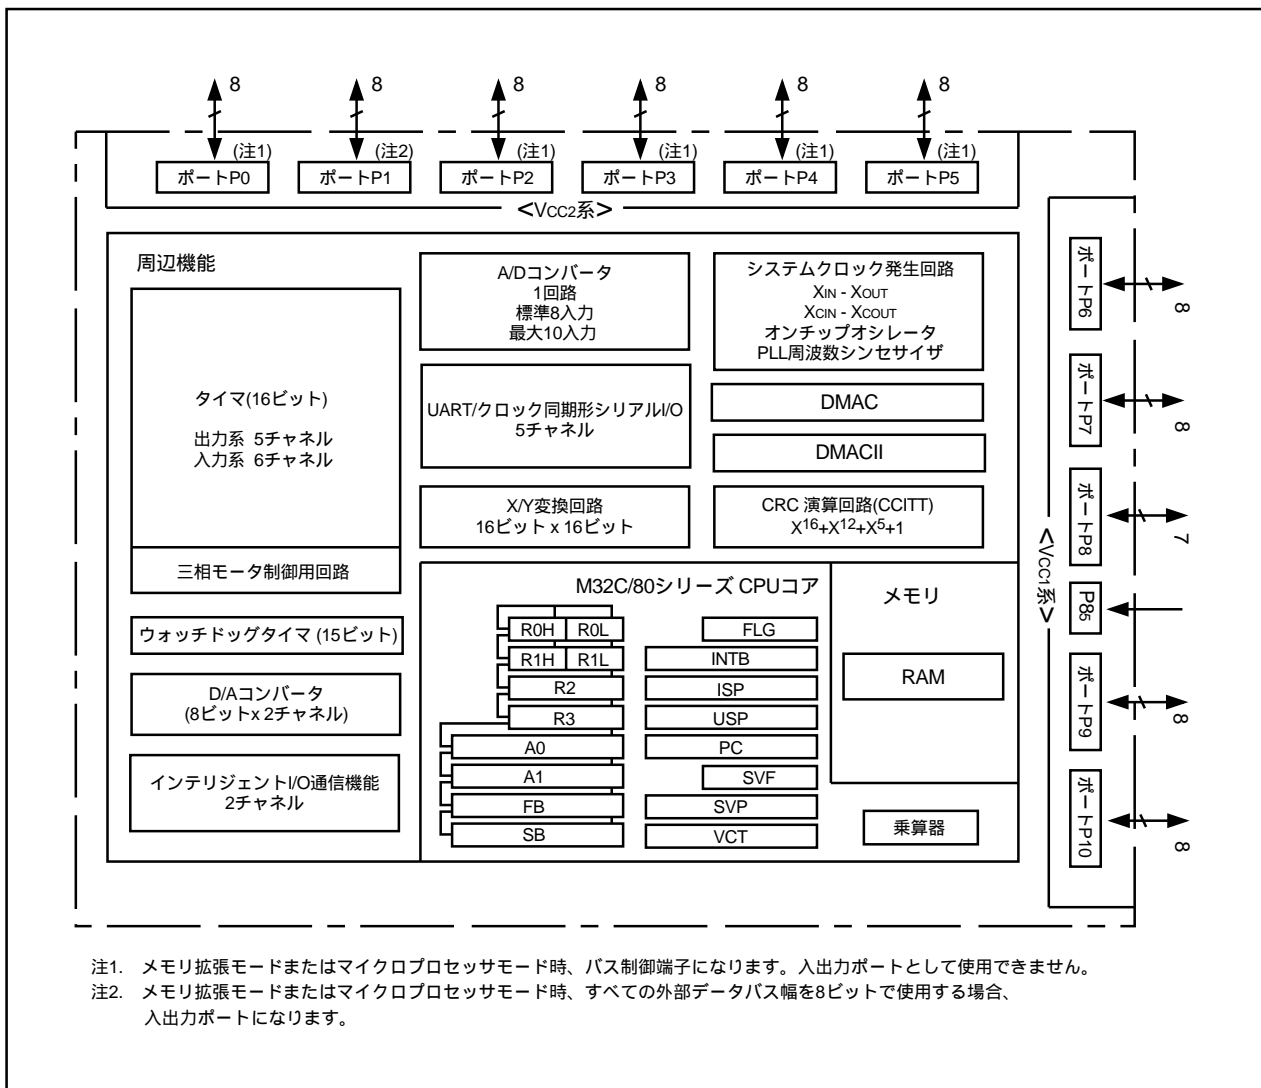 8 8 8 8 8 8
(注1) (注2) (注1) (注1) (注1) (注1)
ポートP0 ポートP1 ポートP2 ポートP3 ポートP4 ポートP5
<VCC2系>
周辺機能
タイマ(16ビット)
出力系 5チャネル
入力系 6チャネル
三相モータ制御用回路
ウォッチドッグタイマ (15ビット)
D/Aコンバータ
(8ビットx 2チャネル)
インテリジェントI/O通信機能
2チャネル
A/Dコンバータ
1回路
標準8入力
最大10入力
UART/クロック同期形シリアルI/O
5チャネル
X/Y変換回路
16ビット x 16ビット
システムクロック発生回路
XIN - XOUT
XCIN - XCOUT
オンチップオシレータ
PLL周波数シンセサイザ
DMAC
DMACII
CRC 演算回路(CCITT)
X16+X12+X5+1
M32C/80シリーズ CPUコア
R0H R0L
R1H R1L
R2
R3
A0
A1
FB
SB
FLG
INTB
ISP
USP
PC
SVF
SVP
VCT
メモリ
RAM
乗算器
<VCC1系>
ポートP6
8
ポートP7
8
ポートP8
7
P85
ポートP9
8
ポートP10
8
注1. メモリ拡張モードまたはマイクロプロセッサモード時、バス制御端子になります。入出力ポートとして使用できません。
注2. メモリ拡張モードまたはマイクロプロセッサモード時、すべての外部データバス幅を8ビットで使用する場合、
入出力ポートになります。